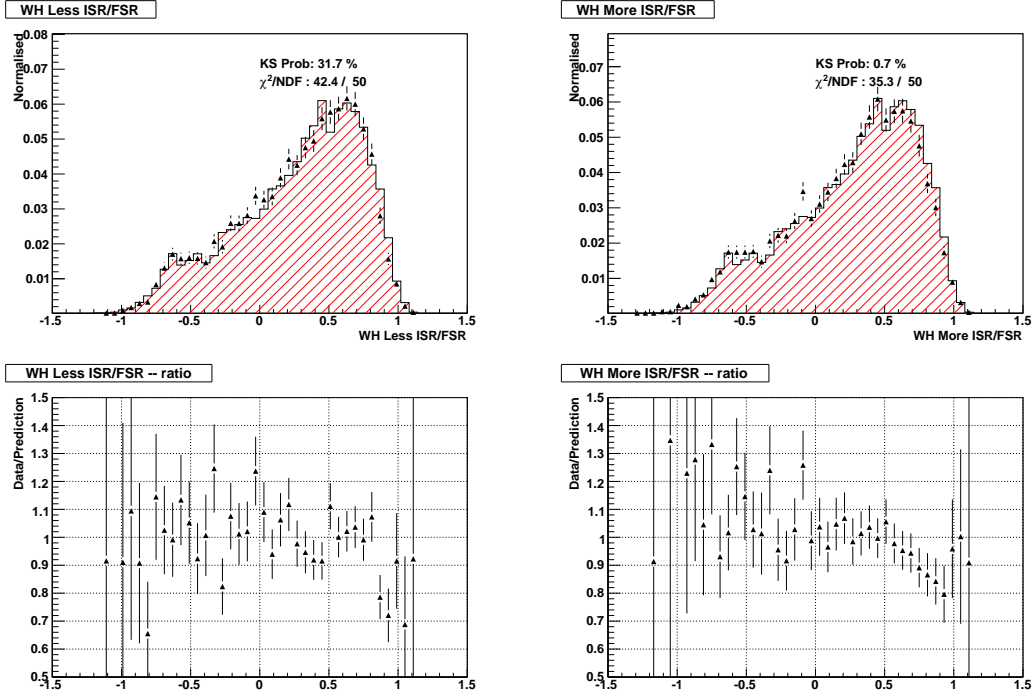 WH Less ISR/FSR
Normalised
0.08
0.07
0.06
0.05
0.04
0.03
0.02
0.01
KS Prob: 31.7 %
χ²/NDF : 42.4 / 50
-1.5 -1 -0.5 0 0.5 1 1.5
WH Less ISR/FSR
WH More ISR/FSR
Normalised
0.07
0.06
0.05
0.04
0.03
0.02
0.01
KS Prob: 0.7 %
χ²/NDF : 35.3 / 50
-1.5 -1 -0.5 0 0.5 1 1.5
WH More ISR/FSR
WH Less ISR/FSR -- ratio
Data/Prediction
1.5
1.4
1.3
1.2
1.1
1
0.9
0.8
0.7
0.6
0.5
-1.5 -1 -0.5 0 0.5 1 1.5
WH More ISR/FSR -- ratio
Data/Prediction
1.5
1.4
1.3
1.2
1.1
1
0.9
0.8
0.7
0.6
0.5
-1.5 -1 -0.5 0 0.5 1 1.5